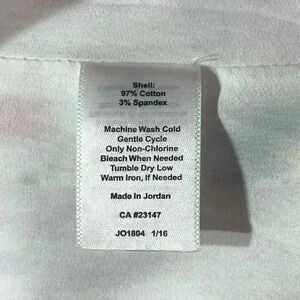 Shell:
97% Cotton
3% Spandex
Machine Wash Cold
Gentle Cycle
Only Non-Chlorine
Bleach When Needed
Tumble Dry Low
Warm Iron, If Needed
Made in Jordan
CA #23147
JO1804 1/16